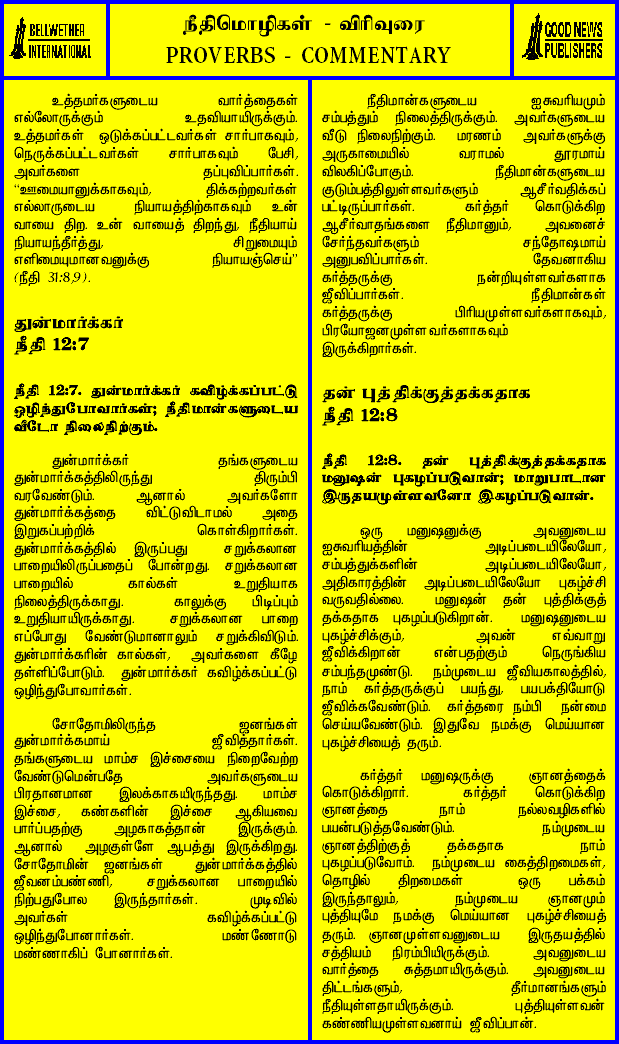 BELLWETHER
INTERNATIONAL
நீதிமொழிகள் - விரிவுரை
PROVERBS - COMMENTARY
GOOD NEWS
PUBLISHERS
உத்தமர்களுடைய வார்த்தைகள்
எல்லோருக்கும் உதவியாயிருக்கும்.
உத்தமர்கள் ஒடுக்கப்பட்டவர்கள் சார்பாகவும்,
நெருக்கப்பட்டவர்கள் சார்பாகவும் பேசி,
அவர்களை தப்புவிப்பார்கள்.
“ஊமையானுக்காகவும், திக்கற்றவர்கள்
எல்லாருடைய நியாயத்திற்காகவும் உன்
வாயை திற. உன் வாயைத் திறந்து, நீதியாய்
நியாயந்தீர்த்து, சிறுமையும்
எளிமையுமானவனுக்கு நியாயஞ்செய்”
(நீதி 31:8,9).
துன்மார்க்கர்
நீதி 12:7
நீதி 12:7. துன்மார்க்கர் கவிழ்க்கப்பட்டு
ஒழிந்துபோவார்கள்; நீதிமான்களுடைய
வீடோ நிலைநிற்கும்.
துன்மார்க்கர் தங்களுடைய
துன்மார்க்கத்திலிருந்து திரும்பி
வரவேண்டும். ஆனால் அவர்களோ
துன்மார்க்கத்தை விட்டுவிடாமல் அதை
இறுகப்பற்றிக் கொள்கிறார்கள்.
துன்மார்க்கத்தில் இருப்பது சறுக்கலான
பாறையிலிருப்பதைப் போன்றது. சறுக்கலான
பாறையில் கால்கள் உறுதியாக
நிலைத்திருக்காது. காலுக்கு பிடிப்பும்
உறுதியாயிருக்காது. சறுக்கலான பாறை
எப்போது வேண்டுமானாலும் சறுக்கிவிடும்.
துன்மார்க்கரின் கால்கள், அவர்களை கீழே
தள்ளிப்போடும். துன்மார்க்கர் கவிழ்க்கப்பட்டு
ஒழிந்துபோவார்கள்.
சோதோமிலிருந்த ஜனங்கள்
துன்மார்க்கமாய் ஜீவித்தார்கள்.
தங்களுடைய மாம்ச இச்சையை நிறைவேற்ற
வேண்டுமென்பதே அவர்களுடைய
பிரதானமான இலக்காகயிருந்தது. மாம்ச
இச்சை, கண்களின் இச்சை ஆகியவை
பார்ப்பதற்கு அழகாகத்தான் இருக்கும்.
ஆனால் அழகுள்ளே ஆபத்து இருக்கிறது.
சோதோமின் ஜனங்கள் துன்மார்க்கத்தில்
ஜீவனம்பண்ணி, சறுக்கலான பாறையில்
நிற்பதுபோல இருந்தார்கள். முடிவில்
அவர்கள் கவிழ்க்கப்பட்டு
ஒழிந்துபோனார்கள். மண்ணோடு
மண்ணாகிப் போனார்கள்.
நீதிமான்களுடைய ஐசுவரியமும்
சம்பத்தும் நிலைத்திருக்கும். அவர்களுடைய
வீடு நிலைநிற்கும். மரணம் அவர்களுக்கு
அருகாமையில் வராமல் தூரமாய்
விலகிப்போகும். நீதிமான்களுடைய
குடும்பத்திலுள்ளவர்களும் ஆசீர்வதிக்கப்
பட்டிருப்பார்கள். கர்த்தர் கொடுக்கிற
ஆசீர்வாதங்களை நீதிமானும், அவனைச்
சேர்ந்தவர்களும் சந்தோஷமாய்
அனுபவிப்பார்கள். தேவனாகிய
கர்த்தருக்கு நன்றியுள்ளவர்களாக
ஜீவிப்பார்கள். நீதிமான்கள்
கர்த்தருக்கு பிரியமுள்ளவர்களாகவும்,
பிரயோஜனமுள்ளவர்களாகவும்
இருக்கிறார்கள்.
தன் புத்திக்குத்தக்கதாக
நீதி 12:8
நீதி 12:8. தன் புத்திக்குத்தக்கதாக
மனுஷன் புகழப்படுவான்; மாறுபாடான
இருதயமுள்ளவனோ இகழப்படுவான்.
ஒரு மனுஷனுக்கு அவனுடைய
ஐசுவரியத்தின் அடிப்படையிலேயோ,
சம்பத்துக்களின் அடிப்படையிலேயோ,
அதிகாரத்தின் அடிப்படையிலேயோ புகழ்ச்சி
வருவதில்லை. மனுஷன் தன் புத்திக்குத்
தக்கதாக புகழப்படுகிறான். மனுஷனுடைய
புகழ்ச்சிக்கும், அவன் எவ்வாறு
ஜீவிக்கிறான் என்பதற்கும் நெருங்கிய
சம்பந்தமுண்டு. நம்முடைய ஜீவியகாலத்தில்,
நாம் கர்த்தருக்குப் பயந்து, பயபக்தியோடு
ஜீவிக்கவேண்டும். கர்த்தரை நம்பி நன்மை
செய்யவேண்டும். இதுவே நமக்கு மெய்யான
புகழ்ச்சியைத் தரும்.
கர்த்தர் மனுஷருக்கு ஞானத்தைக்
கொடுக்கிறார். கர்த்தர் கொடுக்கிற
ஞானத்தை நாம் நல்லவழிகளில்
பயன்படுத்தவேண்டும். நம்முடைய
ஞானத்திற்குத் தக்கதாக நாம்
புகழப்படுவோம். நம்முடைய கைத்திறமைகள்,
தொழில் திறமைகள் ஒரு பக்கம்
இருந்தாலும், நம்முடைய ஞானமும்
புத்தியுமே நமக்கு மெய்யான புகழ்ச்சியைத்
தரும். ஞானமுள்ளவனுடைய இருதயத்தில்
சத்தியம் நிரம்பியிருக்கும். அவனுடைய
வார்த்தை சுத்தமாயிருக்கும். அவனுடைய
திட்டங்களும், தீர்மானங்களும்
நீதியுள்ளதாயிருக்கும். புத்தியுள்ளவன்
கண்ணியமுள்ளவனாய் ஜீவிப்பான்.